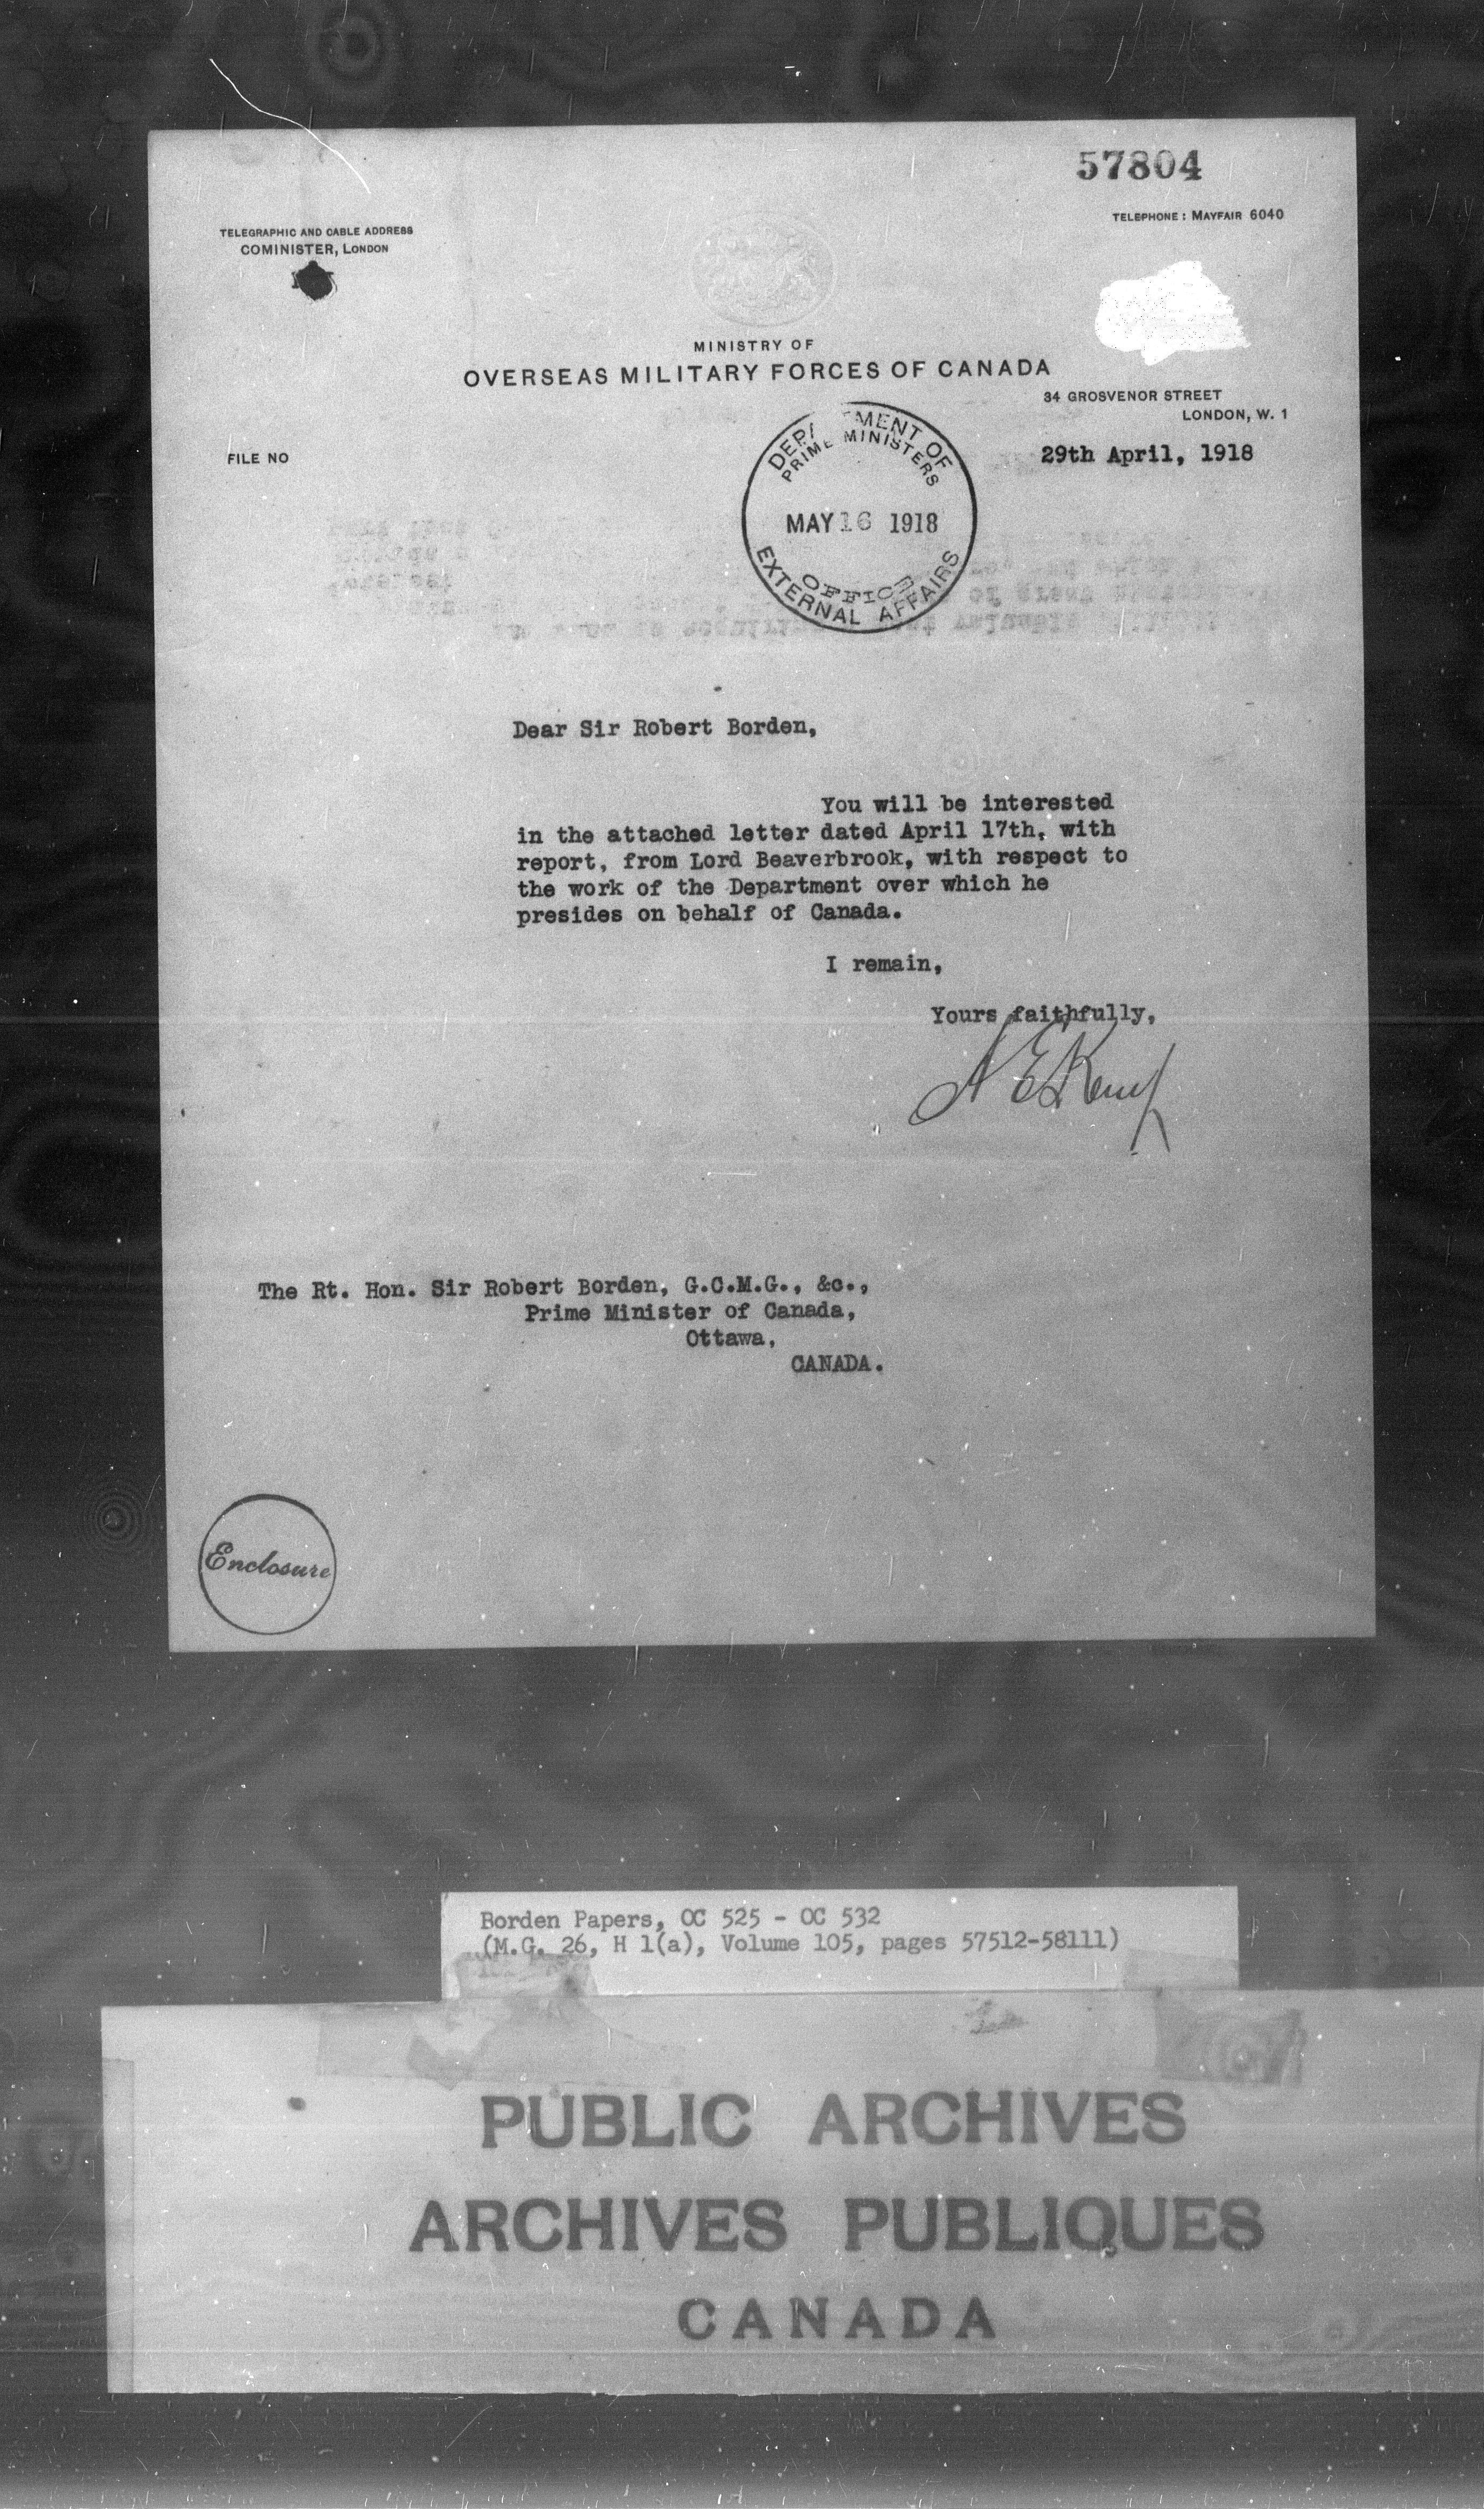 57804
TELEPHONE: MAYFAIR 6040
TELEGRAPHIC AND CABLE ADDRESS
COMINISTER, LONDON
MINISTRY OF
OVERSEAS MILITARY FORCES OF CANADA
34 GROSVENOR STREET
LONDON, W. 1
FILE NO
29th April, 1918
MENT OF
PRIME MINISTERS
MAY 16 1918
OFFICE
EXTERNAL AFFAIRS
Dear Sir Robert Borden,
You will be interested
in the attached letter dated April 17th, with
report, from Lord Beaverbrook, with respect to
the work of the Department over which he
presides on behalf of Canada.
I remain,
Yours faithfully,
A E Kemp
The Rt. Hon. Sir Robert Borden, G.C.M.G., &c.,
Prime Minister of Canada,
Ottawa,
CANADA.
Enclosure
Borden Papers, OC 525 - OC 532
(M.G. 26, H 1(a), Volume 105, pages 57512-58111)
PUBLIC ARCHIVES
ARCHIVES PUBLIQUES
CANADA